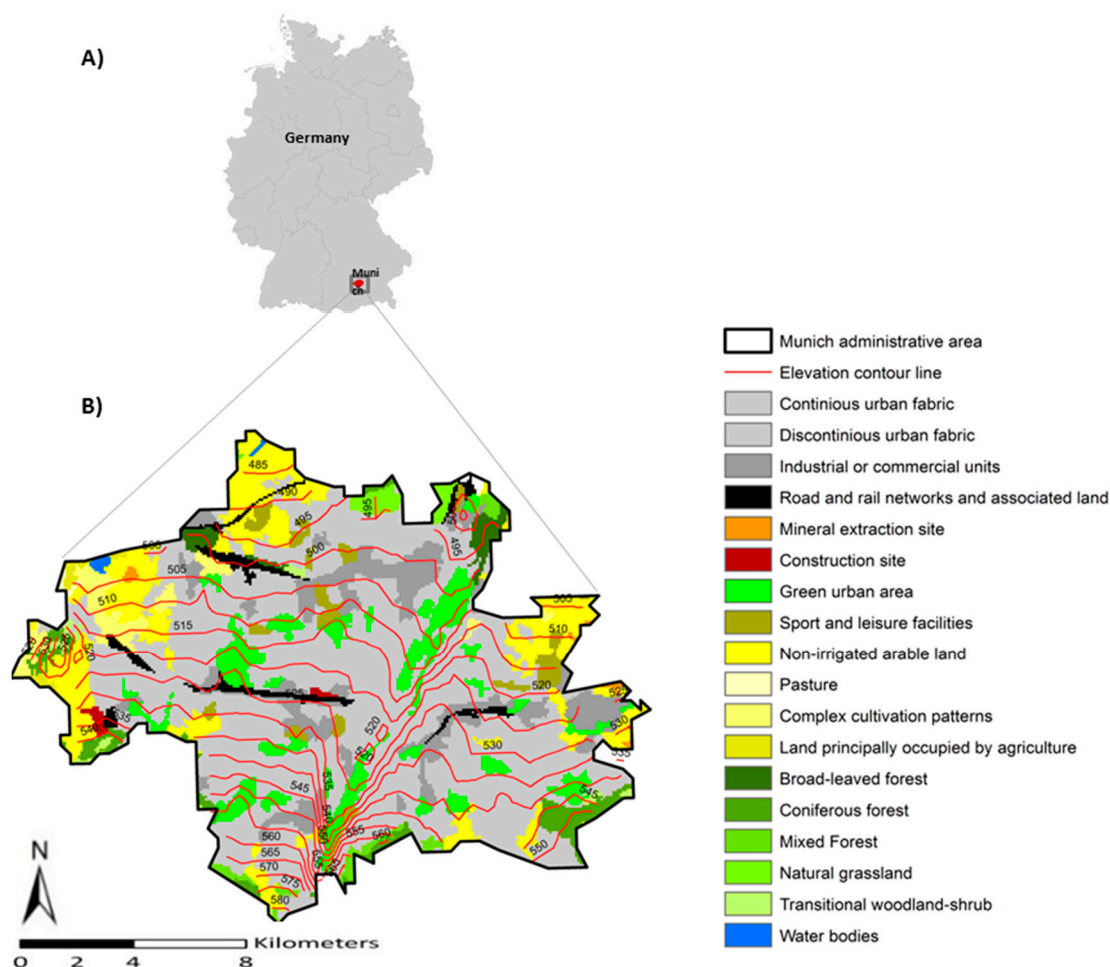 A)
Germany
Muni
ch
B)
485
490
495
495
500
500
505
495
510
515
505
510
520
520
525
530
530
535
520
540
535
545
545
535
540
550
555
560
560
565
570
575
580
N
0 2 4 8
Kilometers
Munich administrative area
Elevation contour line
Continious urban fabric
Discontinious urban fabric
Industrial or commercial units
Road and rail networks and associated land
Mineral extraction site
Construction site
Green urban area
Sport and leisure facilities
Non-irrigated arable land
Pasture
Complex cultivation patterns
Land principally occupied by agriculture
Broad-leaved forest
Coniferous forest
Mixed Forest
Natural grassland
Transitional woodland-shrub
Water bodies